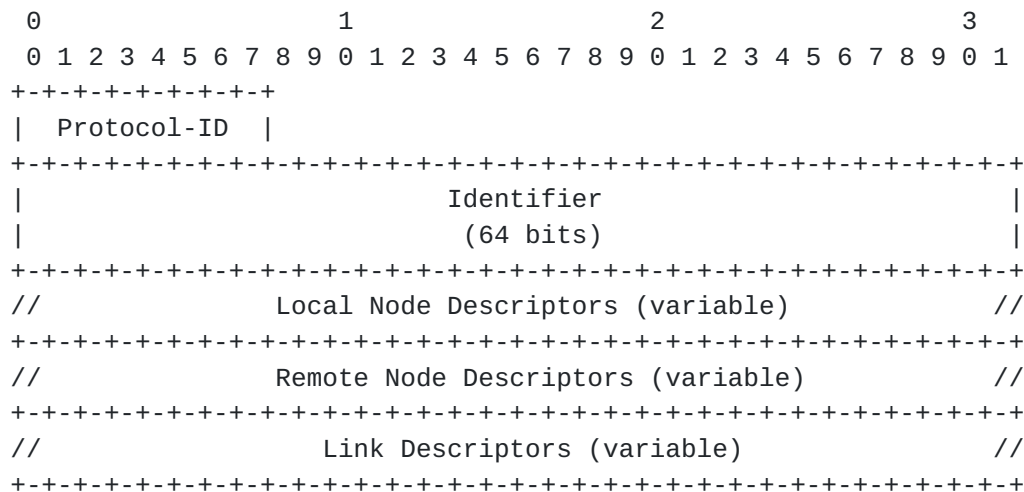 0                   1                   2                   3
 0 1 2 3 4 5 6 7 8 9 0 1 2 3 4 5 6 7 8 9 0 1 2 3 4 5 6 7 8 9 0 1
+-+-+-+-+-+-+-+-+
|  Protocol-ID  |
+-+-+-+-+-+-+-+-+-+-+-+-+-+-+-+-+-+-+-+-+-+-+-+-+-+-+-+-+-+-+-+-+
|                           Identifier                          |
|                            (64 bits)                          |
+-+-+-+-+-+-+-+-+-+-+-+-+-+-+-+-+-+-+-+-+-+-+-+-+-+-+-+-+-+-+-+-+
//               Local Node Descriptors (variable)             //
+-+-+-+-+-+-+-+-+-+-+-+-+-+-+-+-+-+-+-+-+-+-+-+-+-+-+-+-+-+-+-+-+
//               Remote Node Descriptors (variable)            //
+-+-+-+-+-+-+-+-+-+-+-+-+-+-+-+-+-+-+-+-+-+-+-+-+-+-+-+-+-+-+-+-+
//                  Link Descriptors (variable)                //
+-+-+-+-+-+-+-+-+-+-+-+-+-+-+-+-+-+-+-+-+-+-+-+-+-+-+-+-+-+-+-+-+